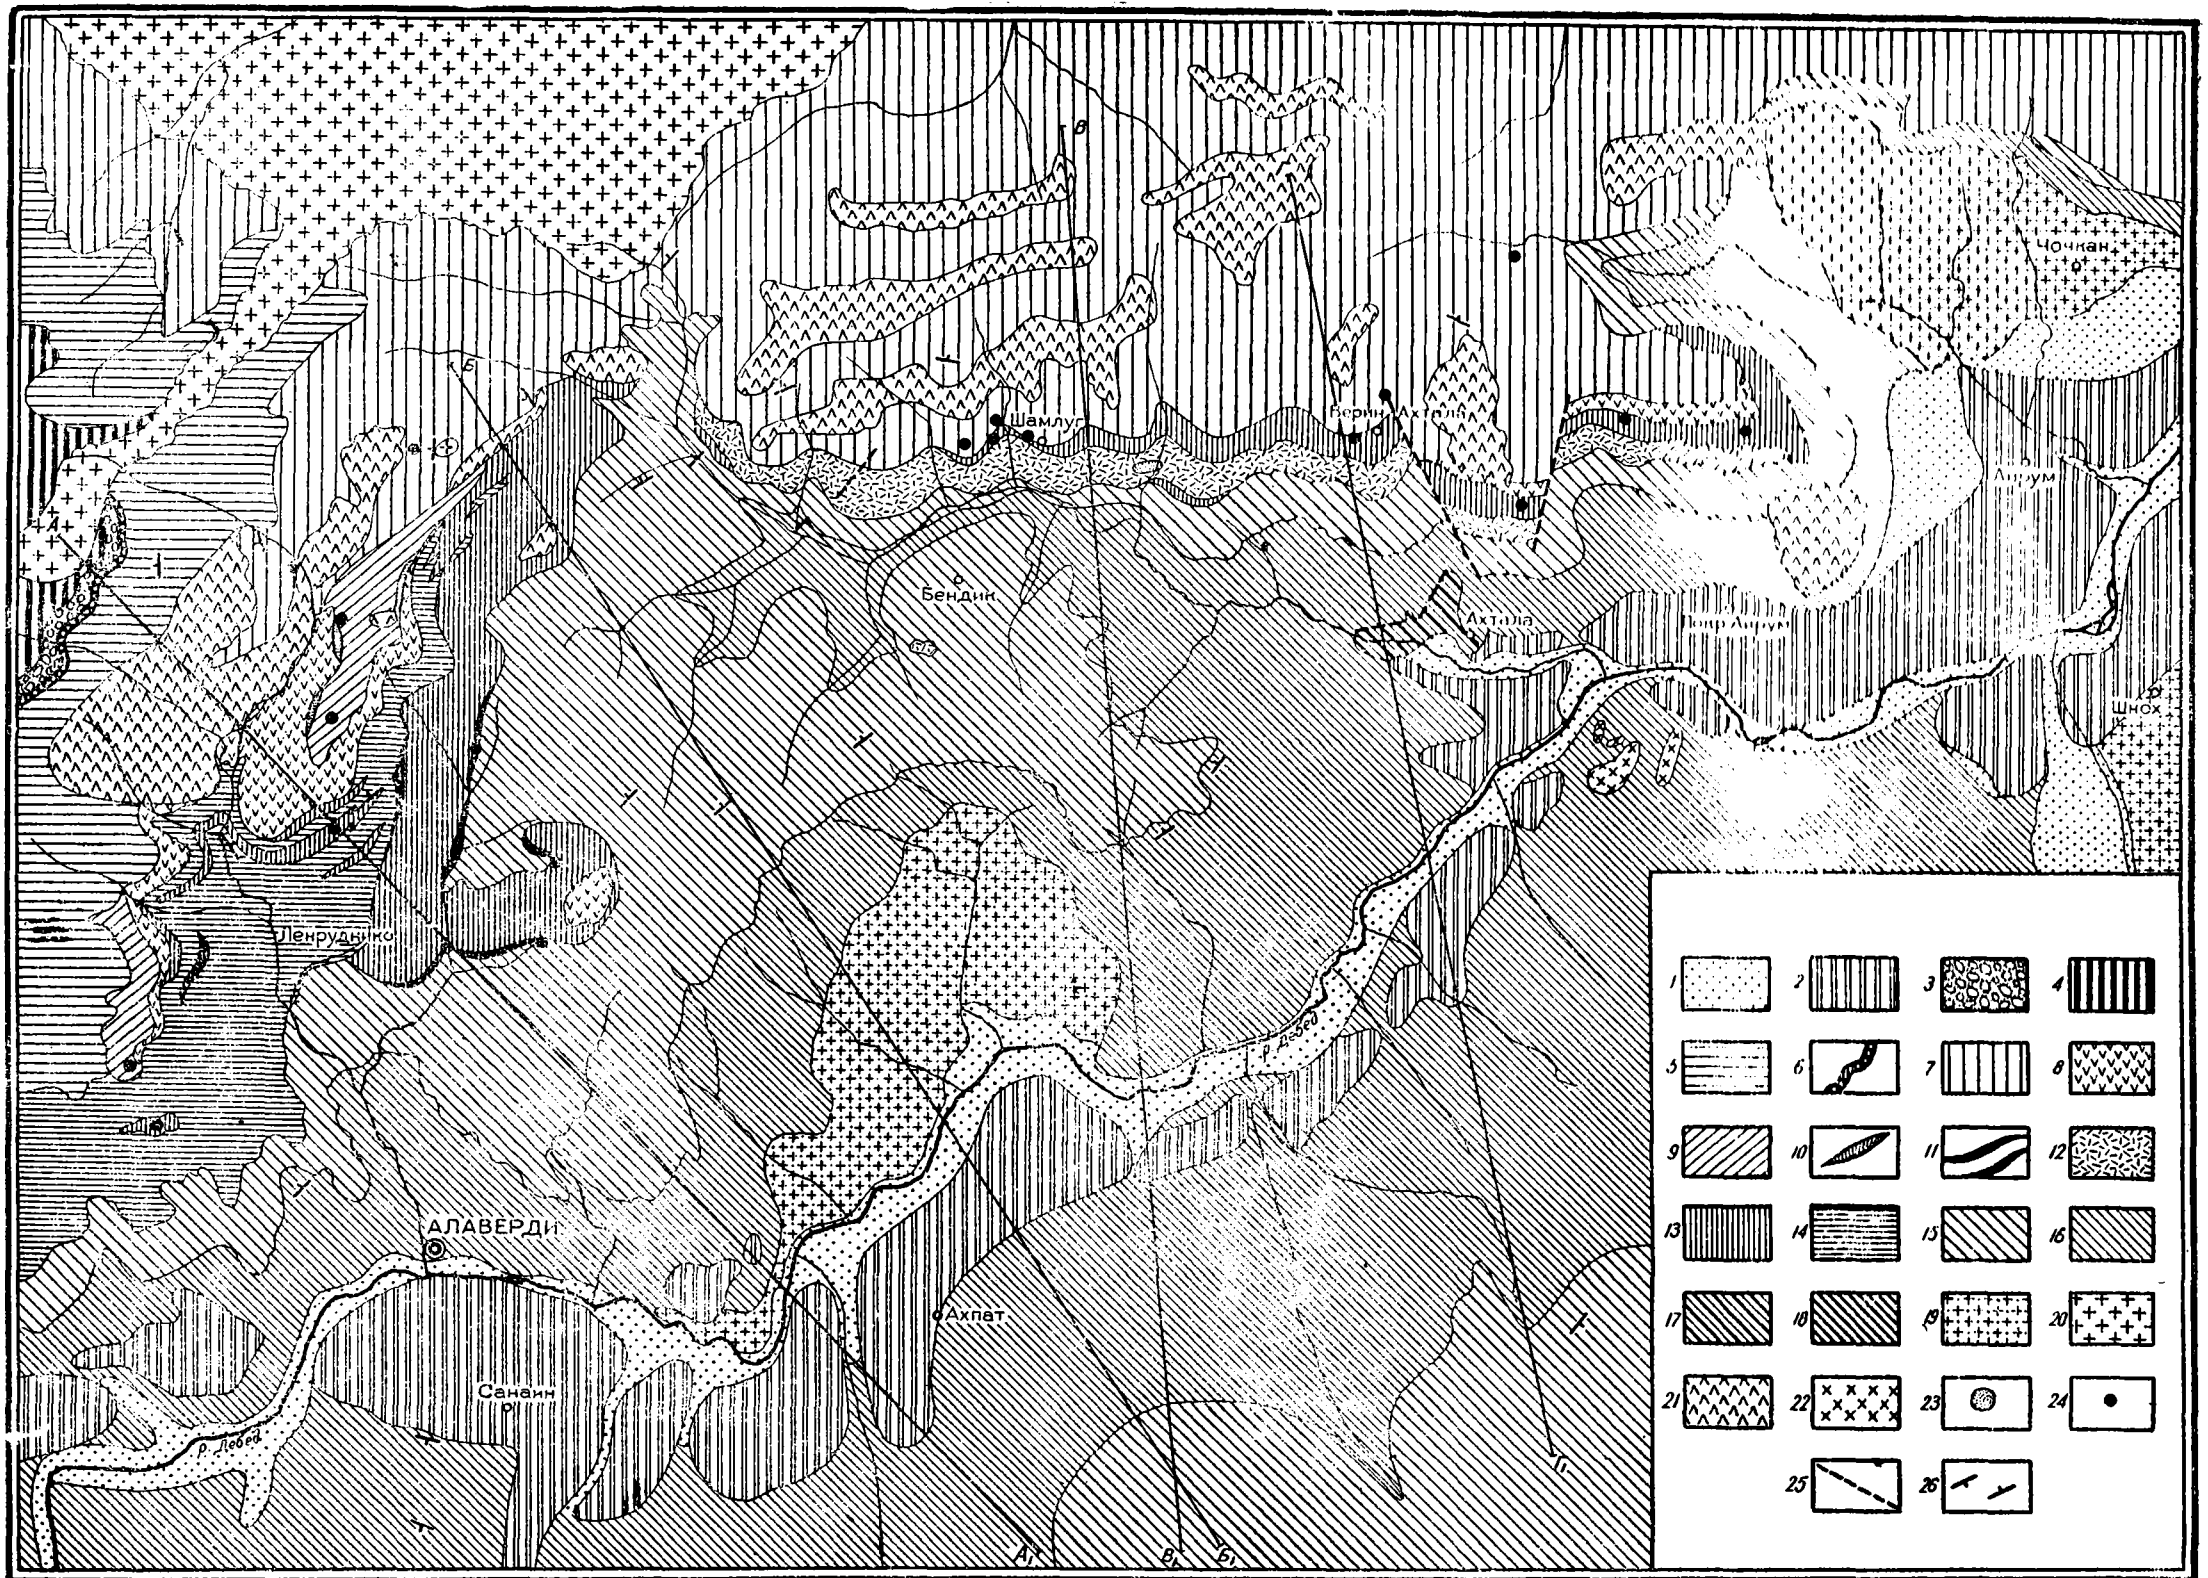 В
Чочкан
Б
Шамлуг
Верин. Ахтала
Айрум
Бендик
Ахтала
Шнох
Ленрудники
р. Дебед
АЛАВЕРДИ
Ахпат
Санаин
р. Дебед
Г₁
А₁ В₁ Б₁
1 2 3 4
5 6 7 8
9 10 11 12
13 14 15 16
17 18 19 20
21 22 23 24
25 26